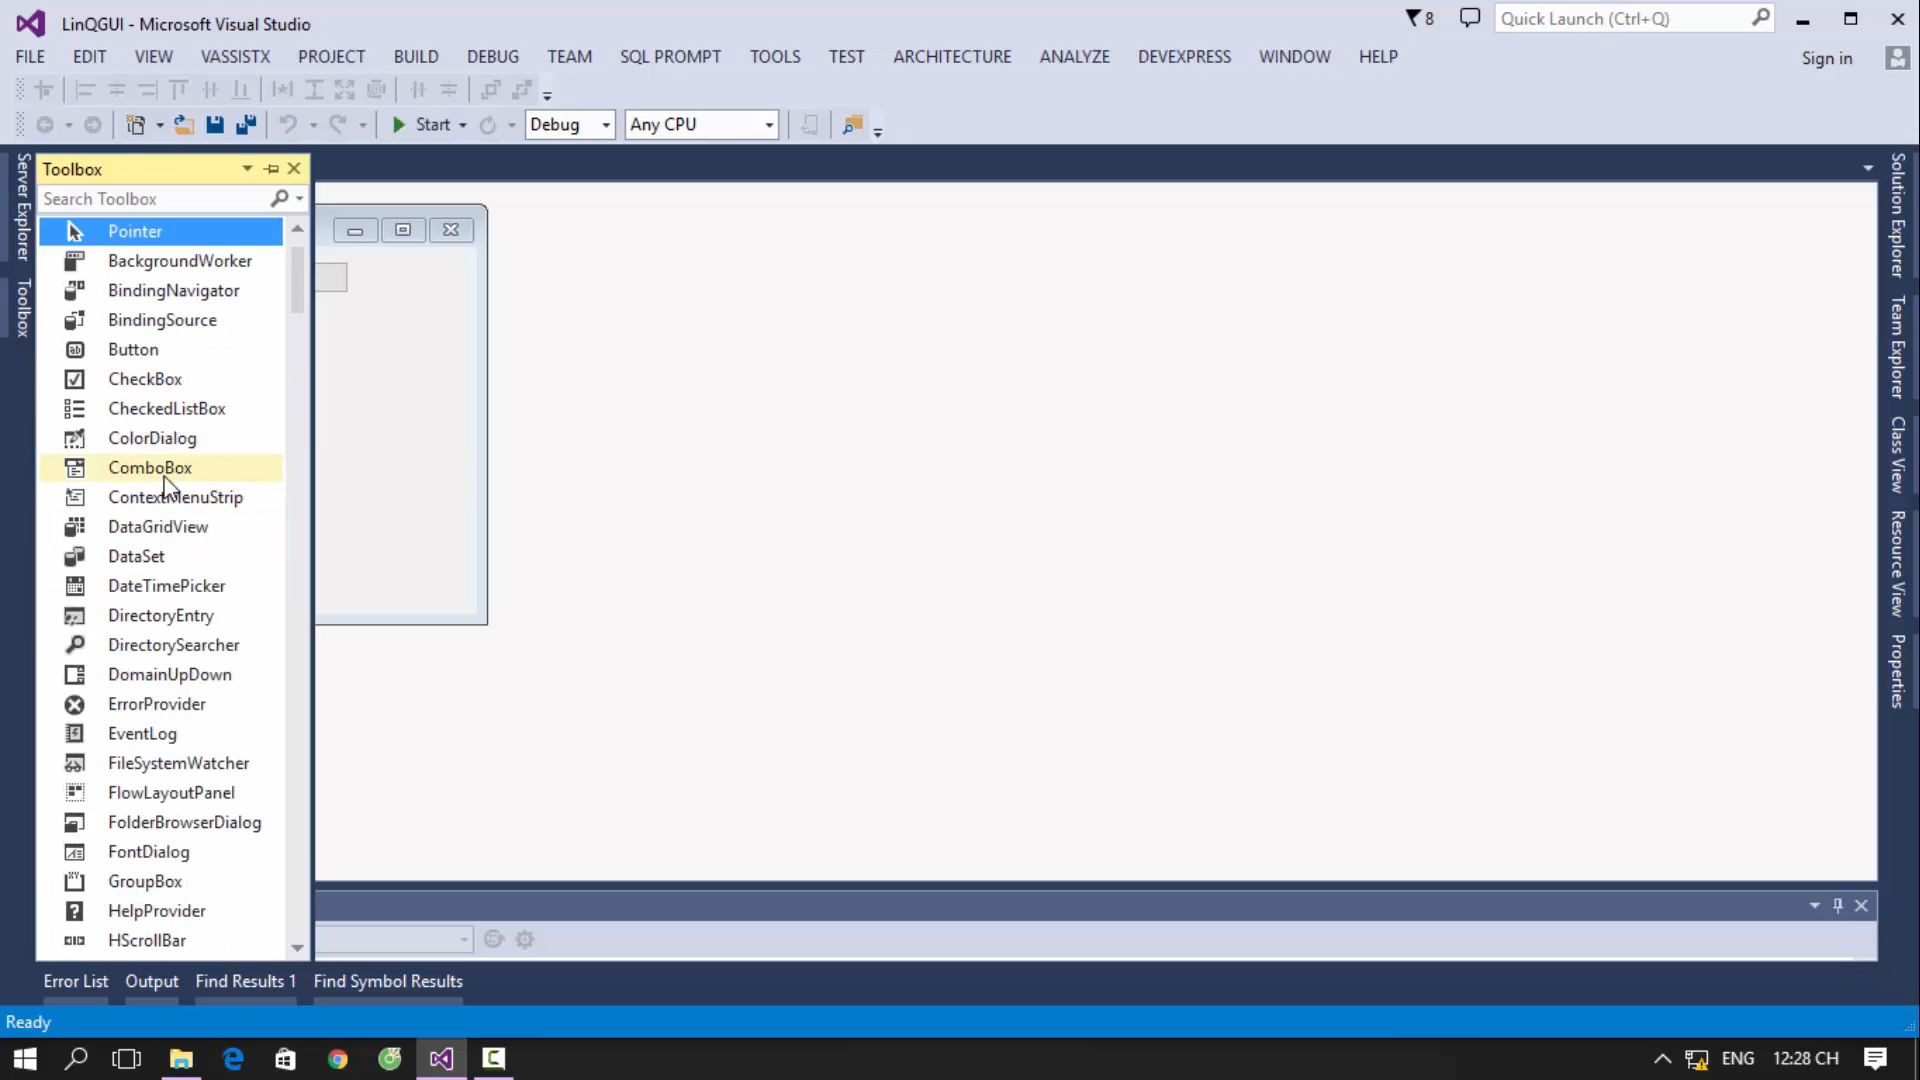 LinQGUI - Microsoft Visual Studio
8
Quick Launch (Ctrl+Q)
FILE EDIT VIEW VASSISTX PROJECT BUILD DEBUG TEAM SQL PROMPT TOOLS TEST ARCHITECTURE ANALYZE DEVEXPRESS WINDOW HELP
Sign in
Start Debug Any CPU
Server Explorer
Toolbox
Toolbox
Search Toolbox
Pointer
BackgroundWorker
BindingNavigator
BindingSource
Button
CheckBox
CheckedListBox
ColorDialog
ComboBox
ContextMenuStrip
DataGridView
DataSet
DateTimePicker
DirectoryEntry
DirectorySearcher
DomainUpDown
ErrorProvider
EventLog
FileSystemWatcher
FlowLayoutPanel
FolderBrowserDialog
FontDialog
GroupBox
HelpProvider
HScrollBar
Solution Explorer
Team Explorer
Class View
Resource View
Properties
Error List Output Find Results 1 Find Symbol Results
Ready
ENG 12:28 CH